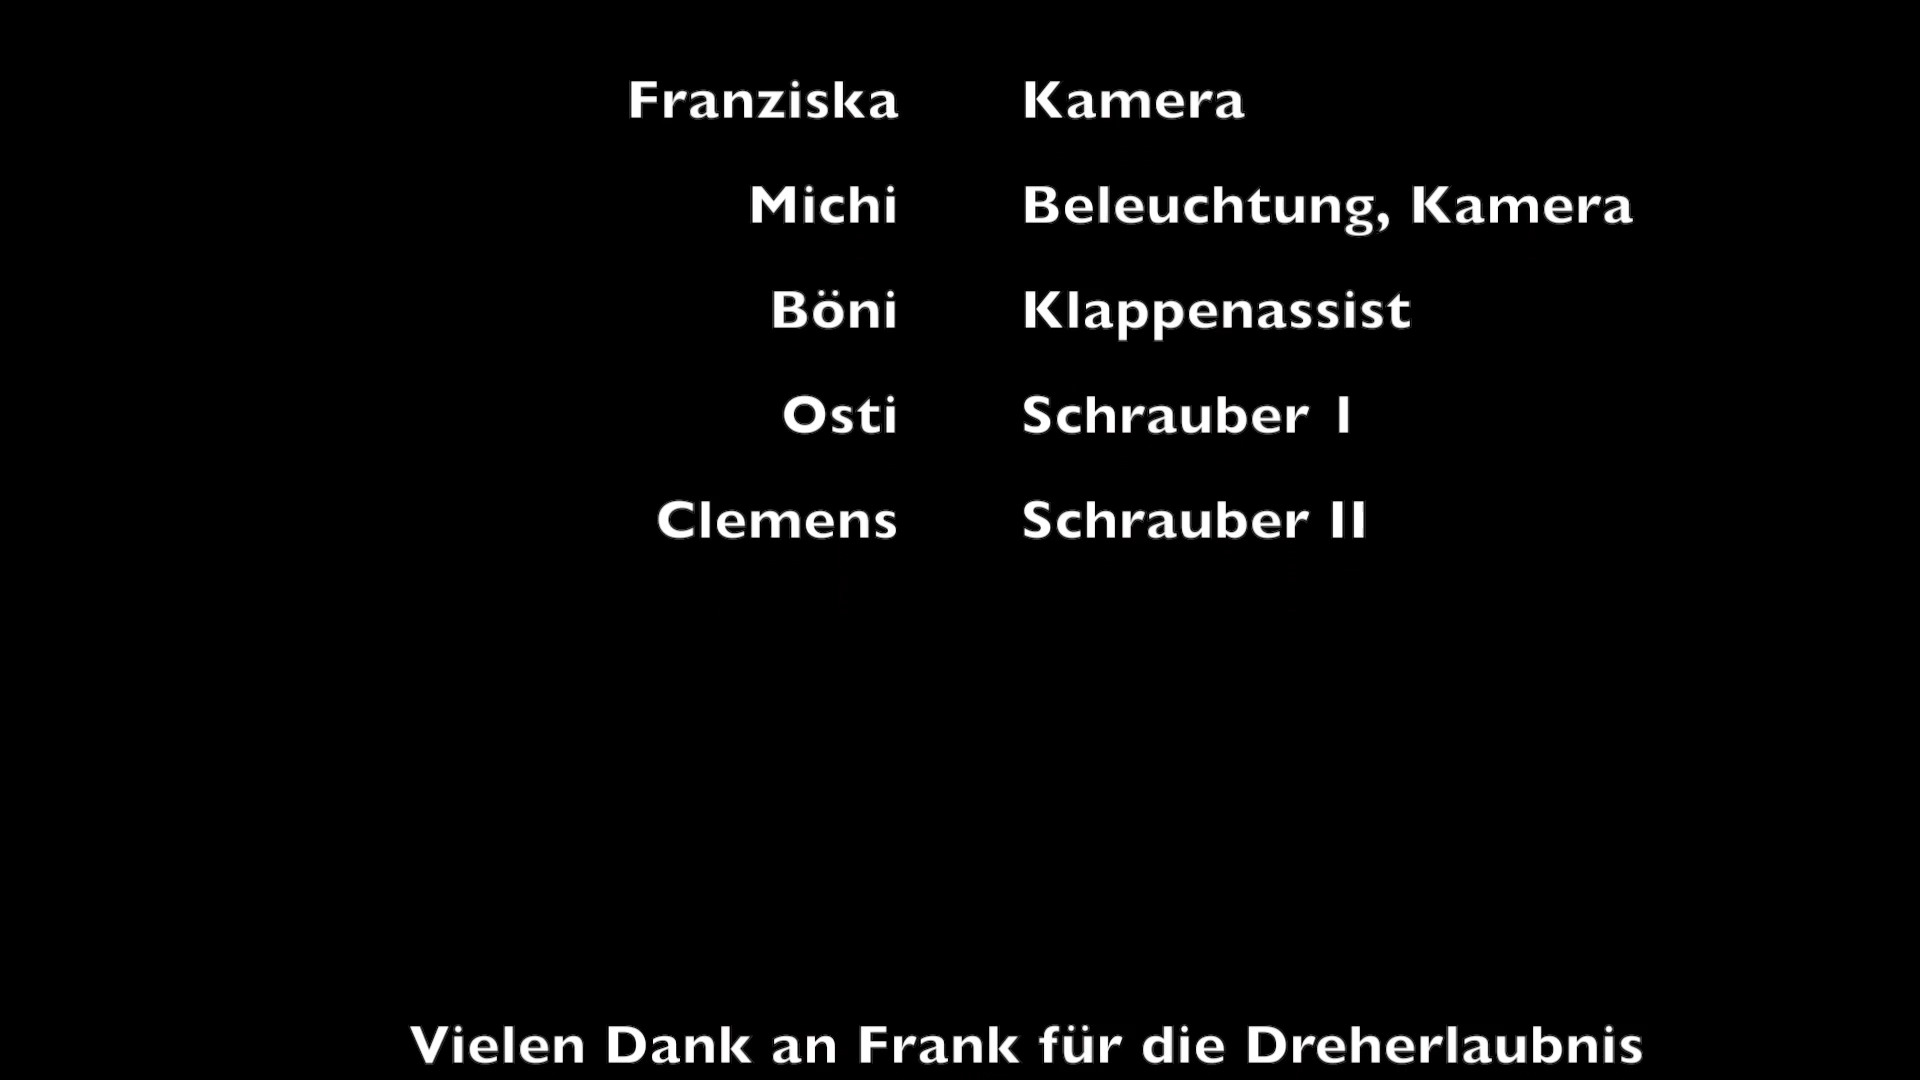 Franziska Kamera
Michi Beleuchtung, Kamera
Böni Klappenassist
Osti Schrauber I
Clemens Schrauber II
Vielen Dank an Frank für die Dreherlaubnis